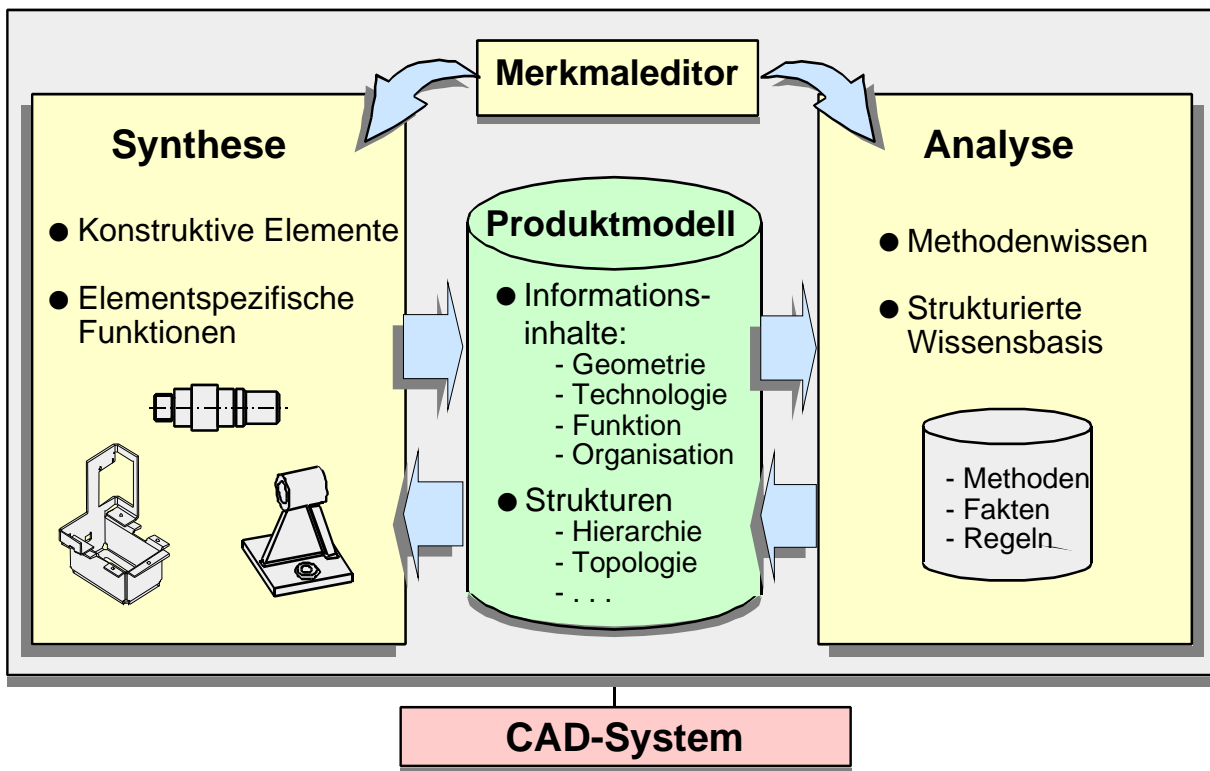 Merkmaleditor
Synthese
● Konstruktive Elemente
● Elementspezifische
Funktionen
Produktmodell
● Informations-
inhalte:
- Geometrie
- Technologie
- Funktion
- Organisation
● Strukturen
- Hierarchie
- Topologie
- . . .
Analyse
● Methodenwissen
● Strukturierte
Wissensbasis
- Methoden
- Fakten
- Regeln
CAD-System